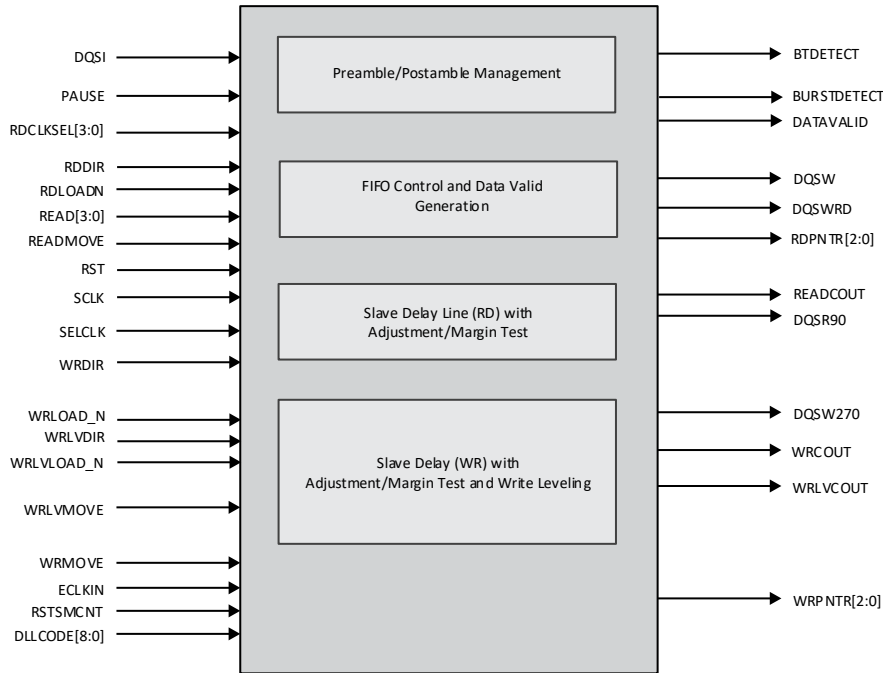 DQSI
PAUSE
RDCLKSEL[3:0]
RDDIR
RDLOADN
READ[3:0]
READMOVE
RST
SCLK
SELCLK
WRDIR
WRLOAD_N
WRLVDIR
WRLVLOAD_N
WRLVMOVE
WRMOVE
ECLKIN
RSTSMCNT
DLLCODE[8:0]
Preamble/Postamble Management
FIFO Control and Data Valid
Generation
Slave Delay Line (RD) with
Adjustment/Margin Test
Slave Delay (WR) with
Adjustment/Margin Test and Write Leveling
BTDETECT
BURSTDETECT
DATAVALID
DQSW
DQSWRD
RDPNTR[2:0]
READCOUT
DQSR90
DQSW270
WRCOUT
WRLVCOUT
WRPNTR[2:0]